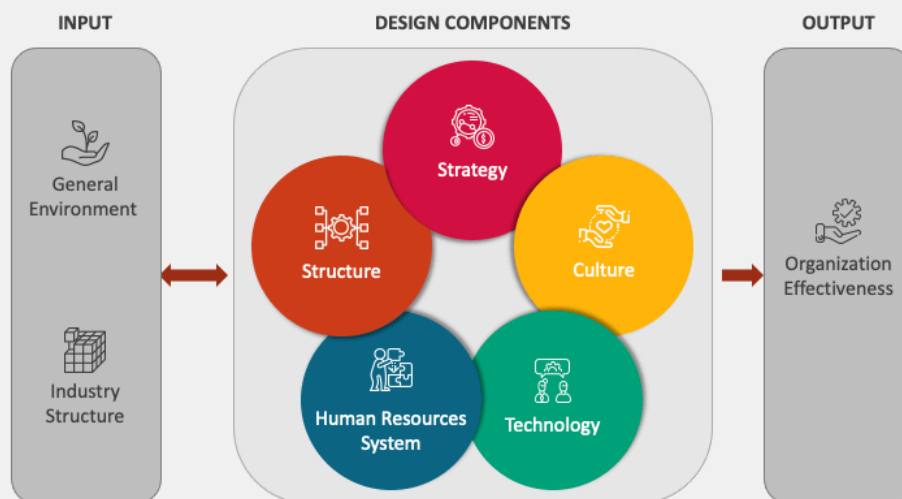 INPUT
DESIGN COMPONENTS
OUTPUT
General
Environment
Industry
Structure
Strategy
Structure
Culture
Human Resources
System
Technology
Organization
Effectiveness